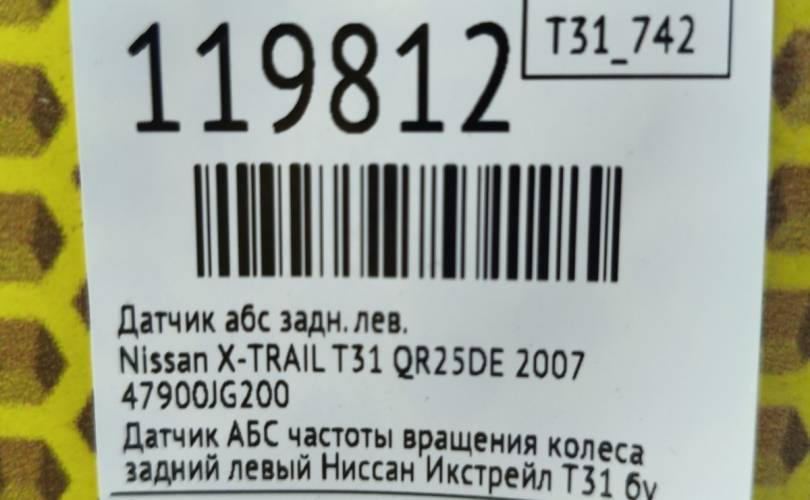 119812
T31_742
Датчик абс задн. лев.
Nissan X-TRAIL T31 QR25DE 2007
47900JG200
Датчик АБС частоты вращения колеса
задний левый Ниссан Икстрейл Т31 бу